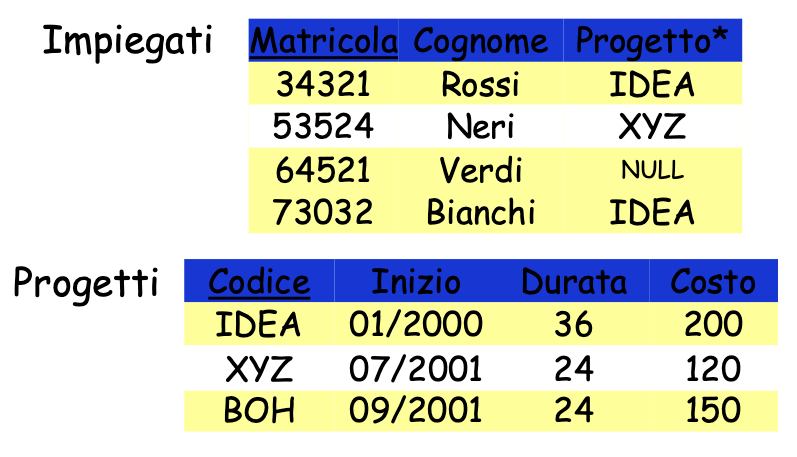 Impiegati
Matricola Cognome Progetto*
34321 Rossi IDEA
53524 Neri XYZ
64521 Verdi NULL
73032 Bianchi IDEA
Progetti
Codice Inizio Durata Costo
IDEA 01/2000 36 200
XYZ 07/2001 24 120
BOH 09/2001 24 150